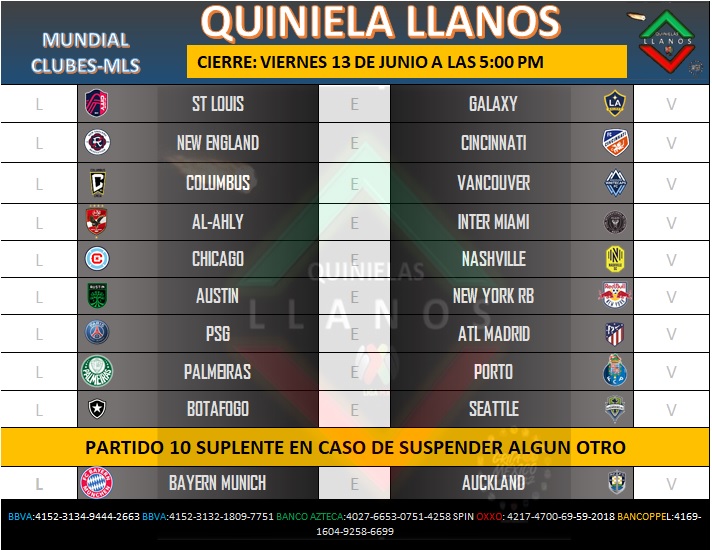 MUNDIAL
CLUBES-MLS
QUINIELA LLANOS
CIERRE: VIERNES 13 DE JUNIO A LAS 5:00 PM
QUINIELAS
LLANOS
L ST LOUIS E GALAXY V
L NEW ENGLAND E CINCINNATI V
L COLUMBUS E VANCOUVER V
L AL-AHLY E INTER MIAMI V
L CHICAGO E NASHVILLE V
L AUSTIN E NEW YORK RB V
L PSG E ATL MADRID V
L PALMEIRAS E PORTO V
L BOTAFOGO E SEATTLE V
QUINIELAS
LLANOS
PARTIDO 10 SUPLENTE EN CASO DE SUSPENDER ALGUN OTRO
L BAYERN MUNICH E AUCKLAND V
BBVA:4152-3134-9444-2663 BBVA:4152-3132-1809-7751 BANCO AZTECA:4027-6653-0751-4258 SPIN OXXO: 4217-4700-69-59-2018 BANCOPPEL:4169-
1604-9258-6699